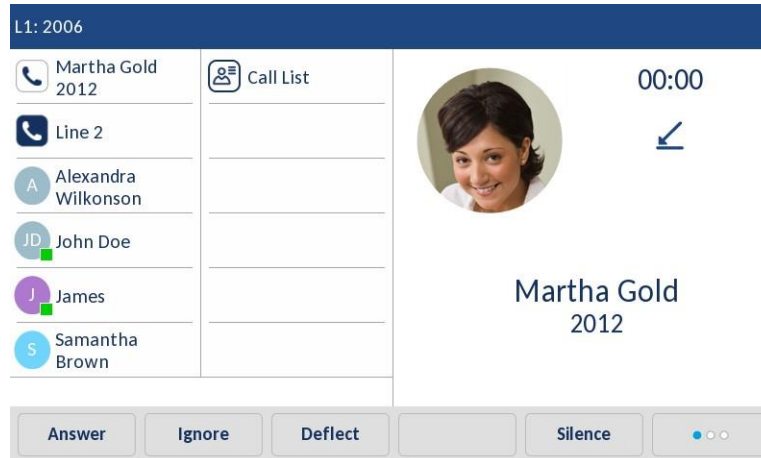 L1: 2006
Martha Gold
2012
Line 2
A
Alexandra
Wilkonson
JD
John Doe
J
James
S
Samantha
Brown
Call List
00:00
Martha Gold
2012
Answer
Ignore
Deflect
Silence